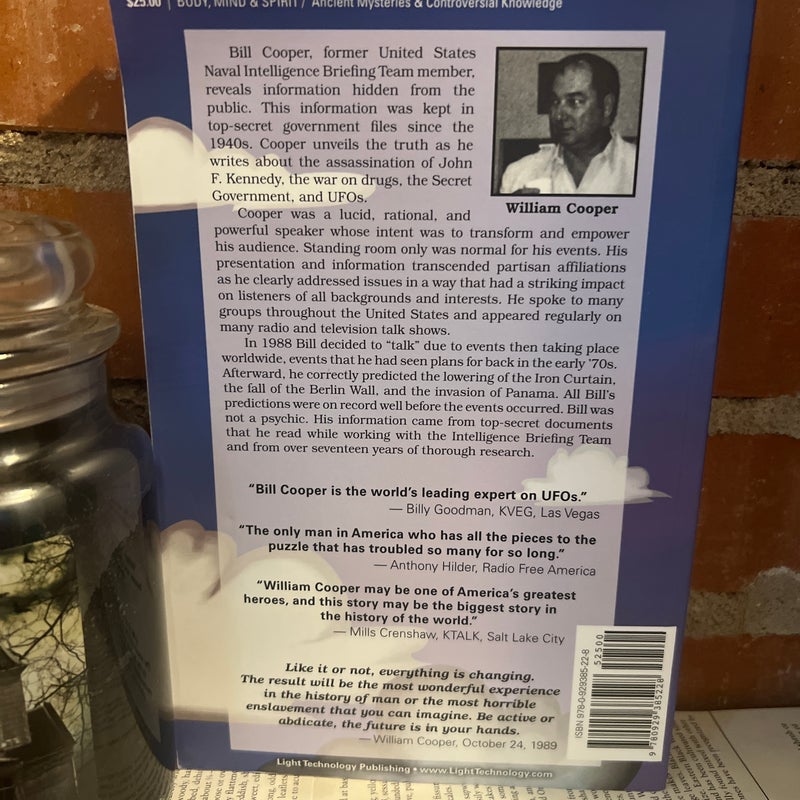 $25.00 | BODY, MIND & SPIRIT / Ancient Mysteries & Controversial Knowledge
Bill Cooper, former United States
Naval Intelligence Briefing Team member,
reveals information hidden from the
public. This information was kept in
top-secret government files since the
1940s. Cooper unveils the truth as he
writes about the assassination of John
F. Kennedy, the war on drugs, the Secret
Government, and UFOs.
William Cooper
Cooper was a lucid, rational, and
powerful speaker whose intent was to transform and empower
his audience. Standing room only was normal for his events. His
presentation and information transcended partisan affiliations
as he clearly addressed issues in a way that had a striking impact
on listeners of all backgrounds and interests. He spoke to many
groups throughout the United States and appeared regularly on
many radio and television talk shows.
In 1988 Bill decided to “talk” due to events then taking place
worldwide, events that he had seen plans for back in the early ’70s.
Afterward, he correctly predicted the lowering of the Iron Curtain,
the fall of the Berlin Wall, and the invasion of Panama. All Bill’s
predictions were on record well before the events occurred. Bill was
not a psychic. His information came from top-secret documents
that he read while working with the Intelligence Briefing Team
and from over seventeen years of thorough research.
“Bill Cooper is the world’s leading expert on UFOs.”
— Billy Goodman, KVEG, Las Vegas
“The only man in America who has all the pieces to the
puzzle that has troubled so many for so long.”
— Anthony Hilder, Radio Free America
“William Cooper may be one of America’s greatest
heroes, and this story may be the biggest story in
the history of the world.”
— Mills Crenshaw, KTALK, Salt Lake City
Like it or not, everything is changing.
The result will be the most wonderful experience
in the history of man or the most horrible
enslavement that you can imagine. Be active or
abdicate, the future is in your hands.
— William Cooper, October 24, 1989
ISBN 978-0-929385-22-8
52500
9 780929 385228
Light Technology Publishing • www.LightTechnology.com